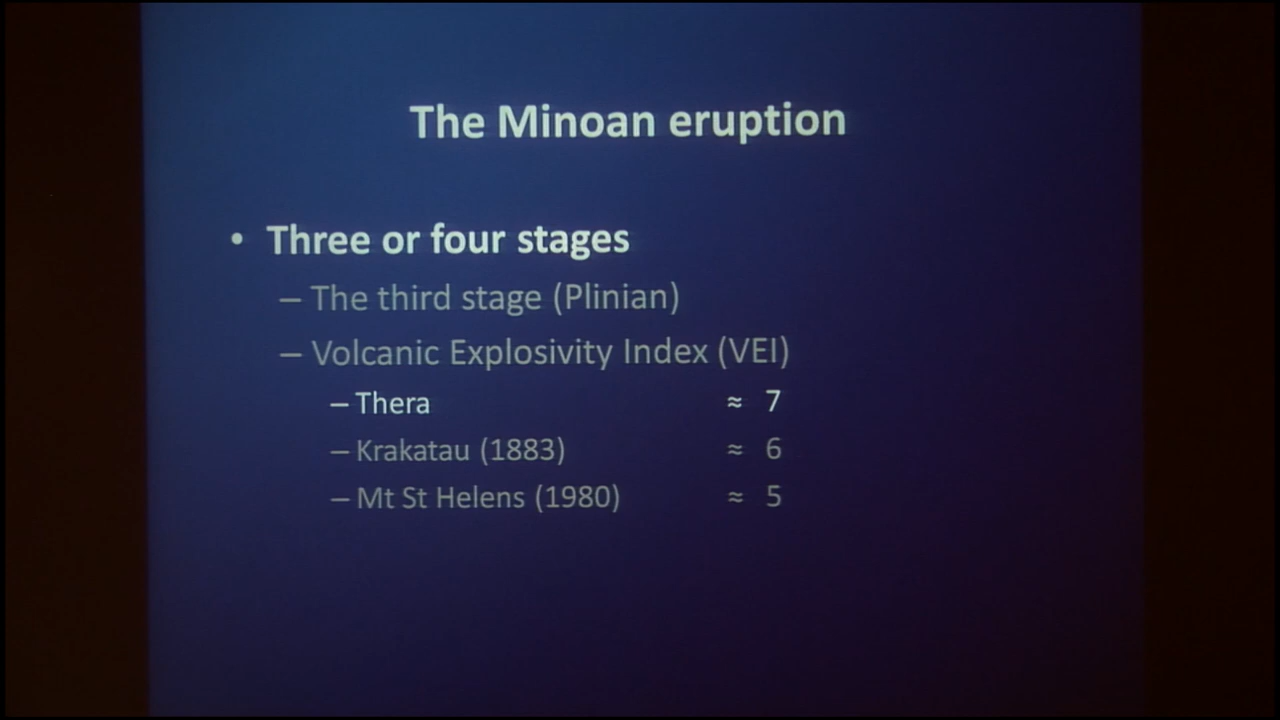 The Minoan eruption
• Three or four stages
– The third stage (Plinian)
– Volcanic Explosivity Index (VEI)
– Thera ≈ 7
– Krakatau (1883) ≈ 6
– Mt St Helens (1980) ≈ 5